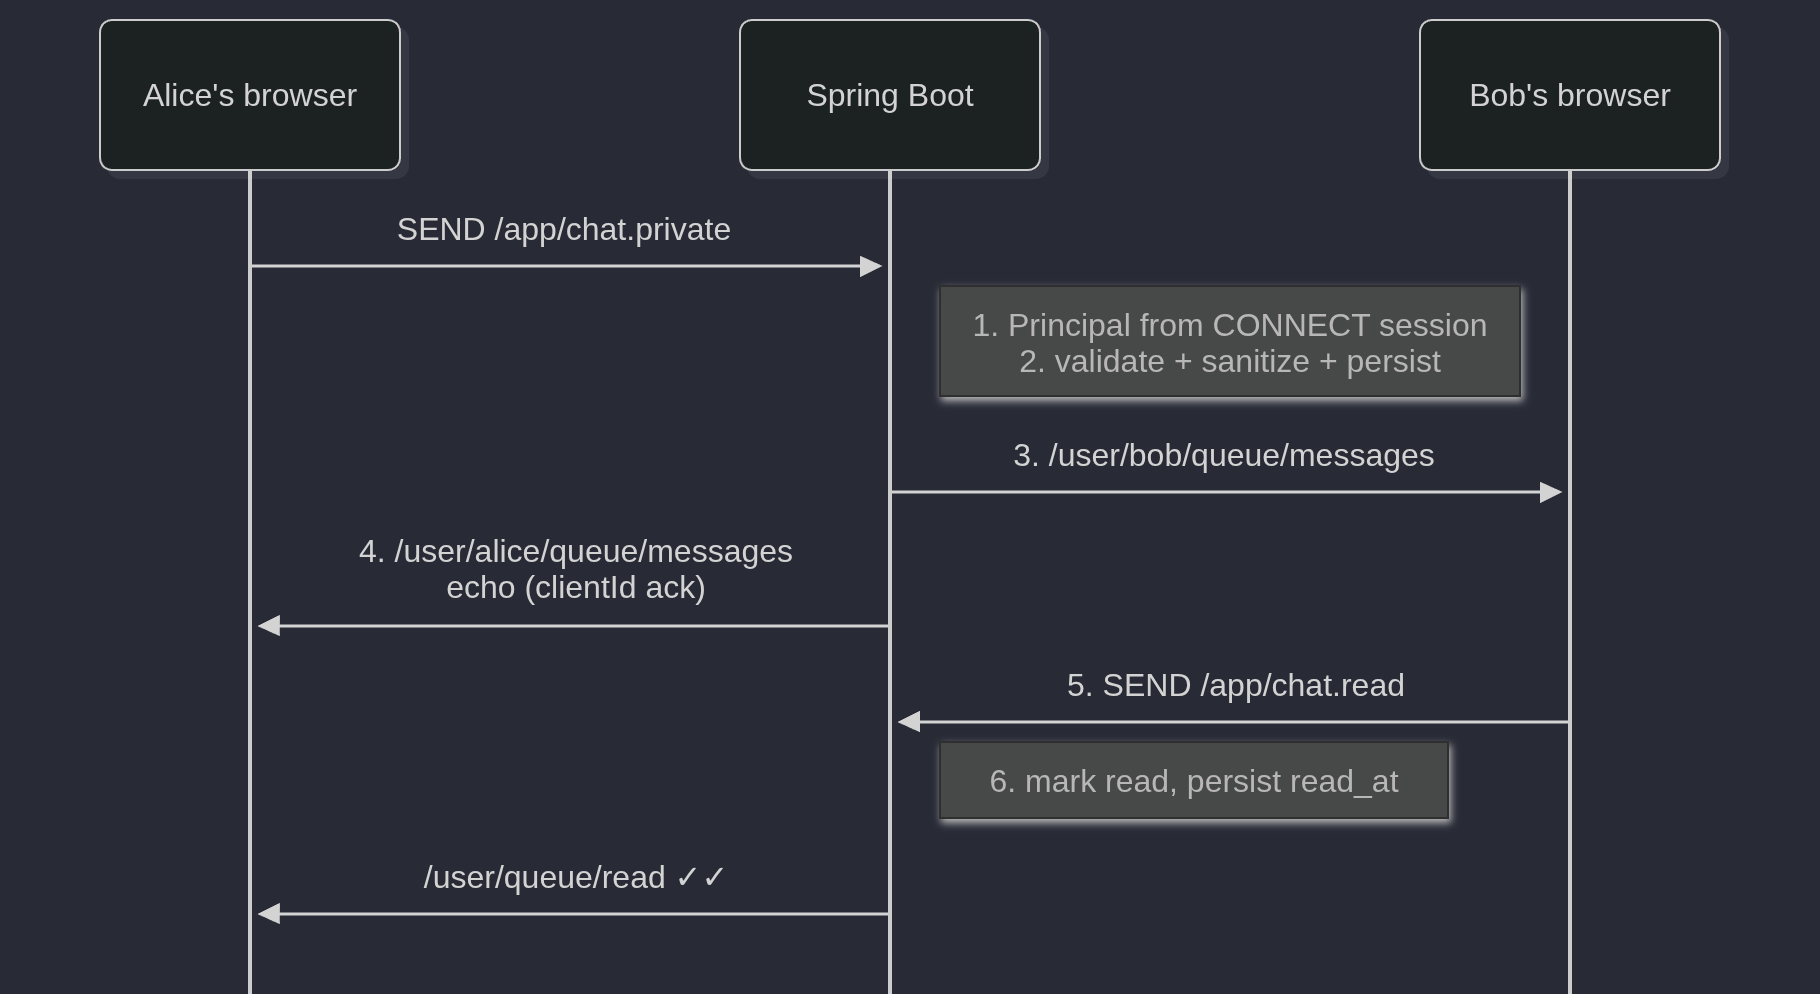 Alice's browser
Spring Boot
Bob's browser
SEND /app/chat.private
1. Principal from CONNECT session
2. validate + sanitize + persist
3. /user/bob/queue/messages
4. /user/alice/queue/messages
echo (clientId ack)
5. SEND /app/chat.read
6. mark read, persist read_at
/user/queue/read ✓✓